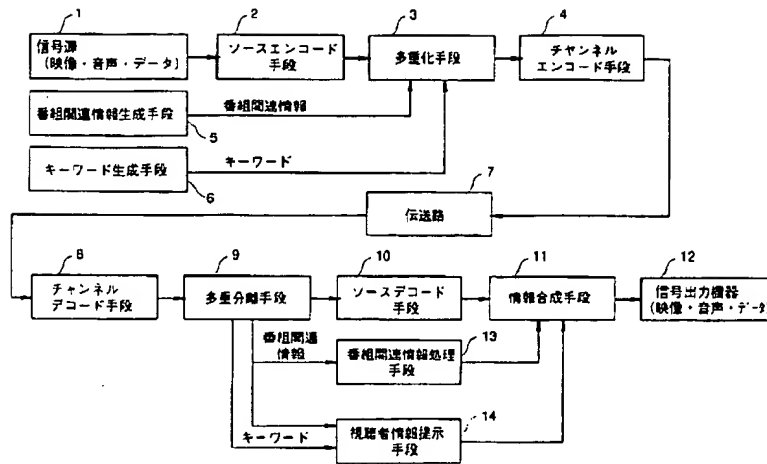 1
信号源
(映像・音声・データ)
2
ソースエンコード
手段
3
多重化手段
4
チャンネル
エンコード手段
番組関連情報生成手段
5
番組関連情報
キーワード生成手段
6
キーワード
7
伝送路
8
チャンネル
デコード手段
9
多重分離手段
10
ソースデコード
手段
11
情報合成手段
12
信号出力機器
(映像・音声・データ)
番組関連
情報
13
番組関連情報処理
手段
キーワード
14
視聴者情報提示
手段